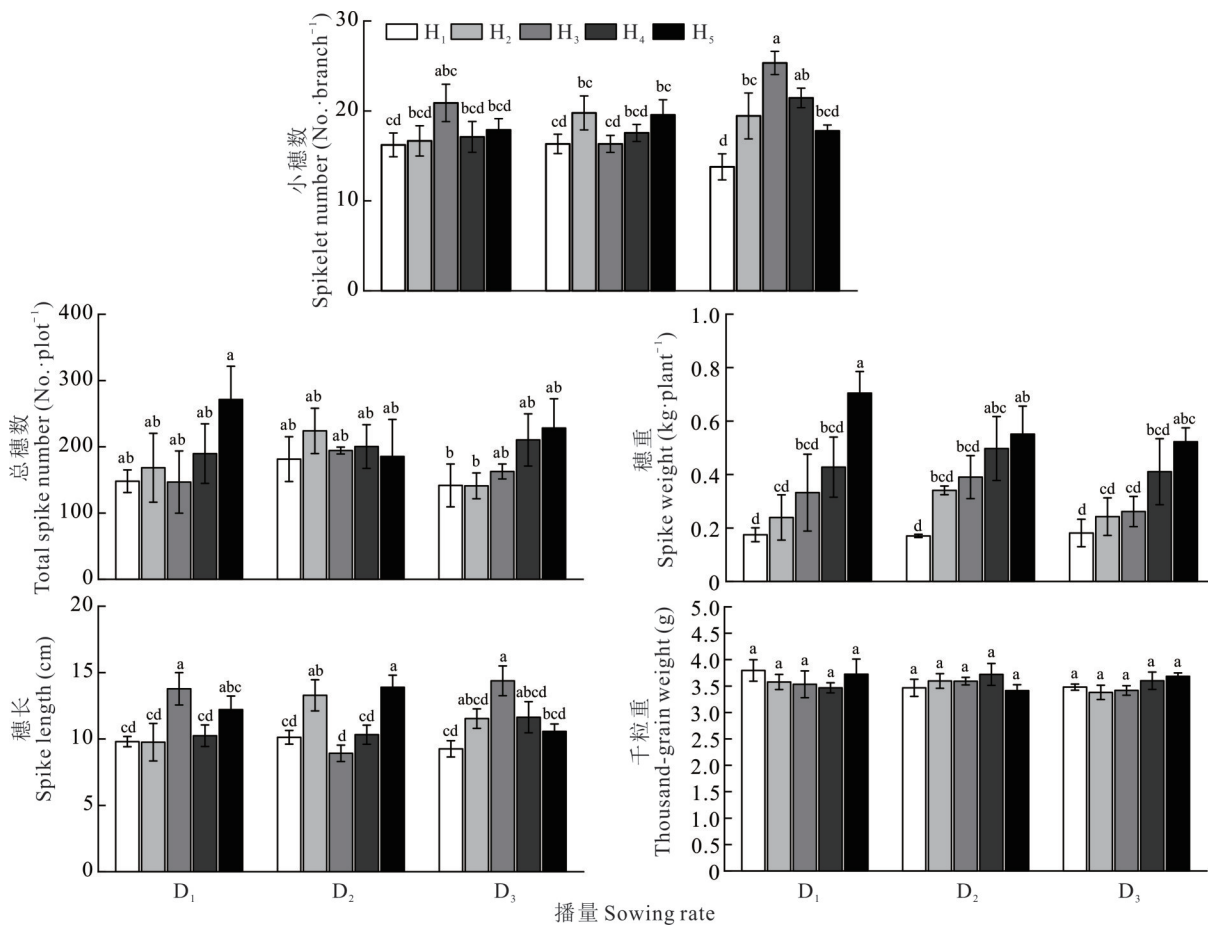 H₁ H₂ H₃ H₄ H₅
小穗数
Spikelet number (No.·branch⁻¹)
30
20
10
0
cd bcd abc bcd bcd
cd bc cd bcd bc
d bc a ab bcd
总穗数
Total spike number (No.·plot⁻¹)
400
300
200
100
0
ab ab ab ab a
ab ab ab ab ab
b b ab ab ab
穗重
Spike weight (kg·plant⁻¹)
1.0
0.8
0.6
0.4
0.2
0
d cd bcd bcd a
d bcd bcd abc ab
d cd cd bcd abc
穗长
Spike length (cm)
20
15
10
5
0
cd cd a cd abc
cd ab d cd a
cd abcd a abcd bcd
D₁ D₂ D₃
千粒重
Thousand-grain weight (g)
5.0
4.5
4.0
3.5
3.0
2.5
2.0
1.5
1.0
0.5
0
a a a a a
a a a a a
a a a a a
D₁ D₂ D₃
播量 Sowing rate